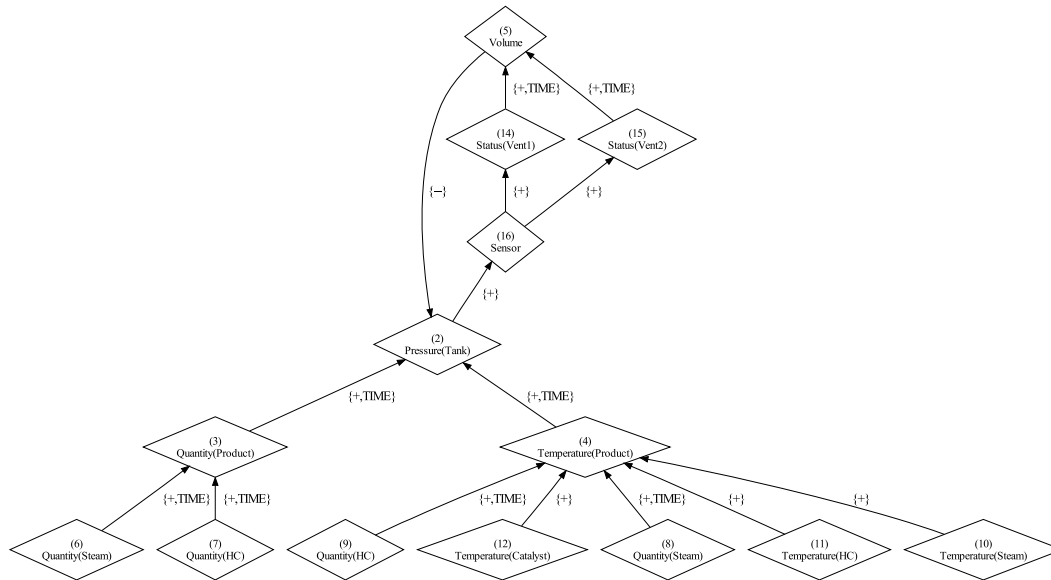 (5)
Volume
{+,TIME}
{+,TIME}
(14)
Status(Vent1)
(15)
Status(Vent2)
{−}
{+}
{+}
(16)
Sensor
{+}
(2)
Pressure(Tank)
{+,TIME}
{+,TIME}
(3)
Quantity(Product)
(4)
Temperature(Product)
{+,TIME}
{+,TIME}
{+,TIME}
{+}
{+,TIME}
{+}
{+}
(6)
Quantity(Steam)
(7)
Quantity(HC)
(9)
Quantity(HC)
(12)
Temperature(Catalyst)
(8)
Quantity(Steam)
(11)
Temperature(HC)
(10)
Temperature(Steam)